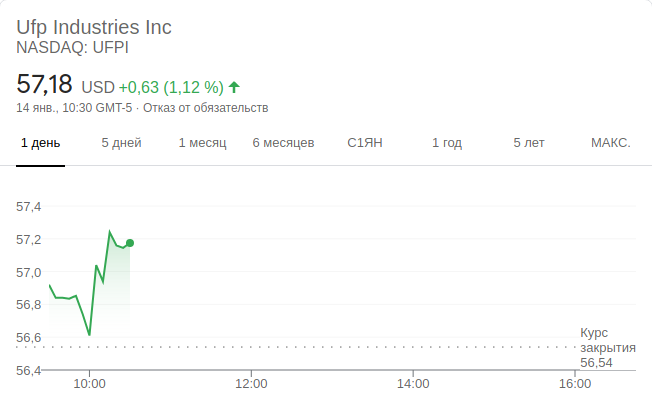 Ufp Industries Inc
NASDAQ: UFPI
57,18 USD +0,63 (1,12 %)
14 янв., 10:30 GMT-5 · Отказ от обязательств
1 день 5 дней 1 месяц 6 месяцев С1ЯН 1 год 5 лет МАКС.
57,4
57,2
57,0
56,8
56,6
56,4
Курс
закрытия
56,54
10:00 12:00 14:00 16:00